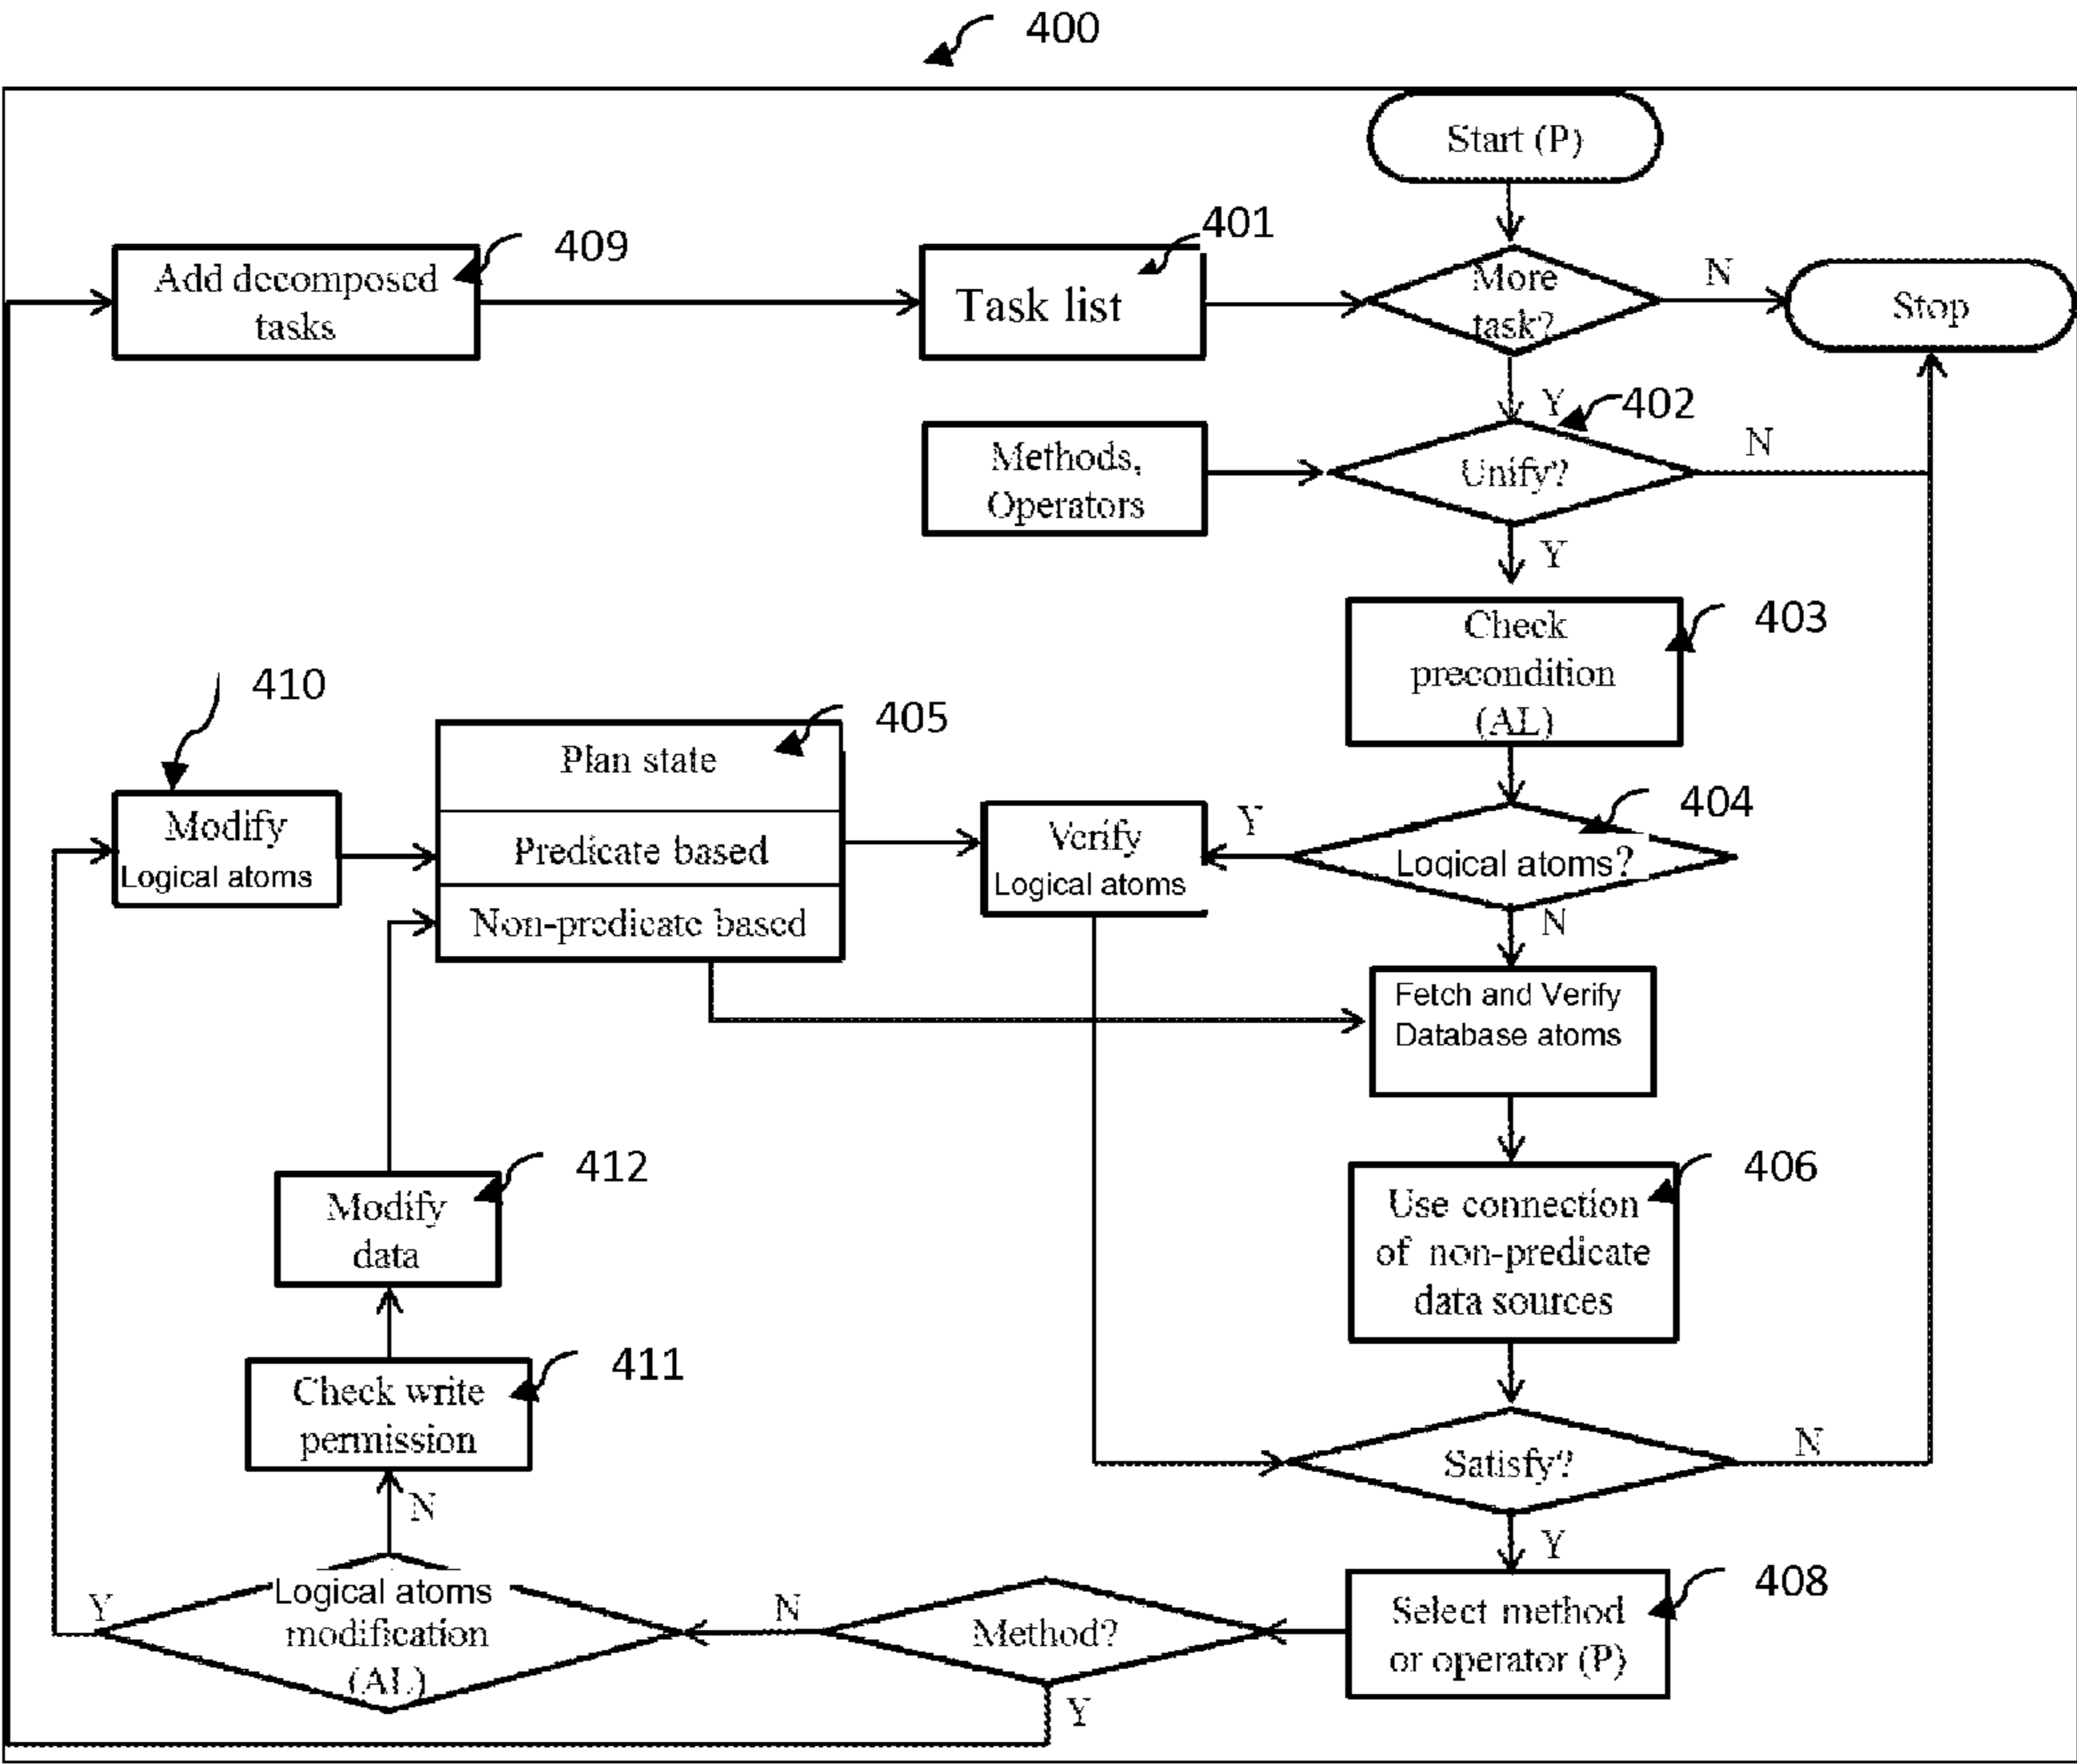 400
Start (P)
409
Add decomposed
tasks
401
Task list
More
task?
N
Stop
Y
402
Methods,
Operators
Unify?
N
Y
403
Check
precondition
(AL)
410
405
Plan state
Predicate based
Non-predicate based
Modify
Logical atoms
Verify
Logical atoms
Y
404
Logical atoms?
N
Fetch and Verify
Database atoms
412
Modify
data
406
Use connection
of non-predicate
data sources
411
Check write
permission
Satisfy?
N
N
Y
Y
Logical atoms
modification
(AL)
N
Method?
Y
408
Select method
or operator (P)